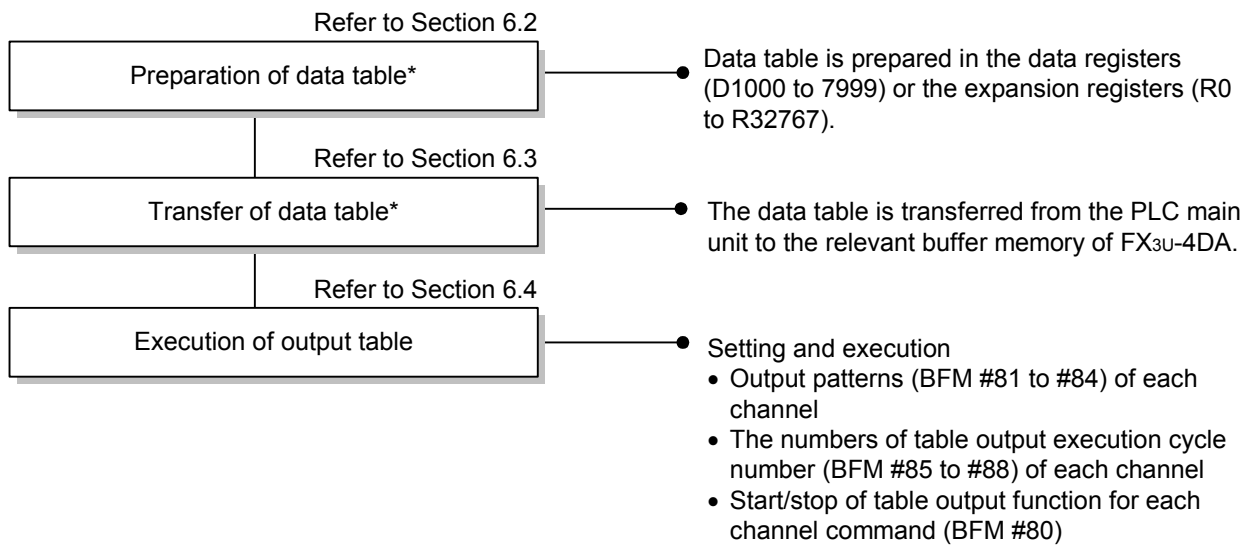 Refer to Section 6.2
Preparation of data table*
Data table is prepared in the data registers
(D1000 to 7999) or the expansion registers (R0
to R32767).
Refer to Section 6.3
Transfer of data table*
The data table is transferred from the PLC main
unit to the relevant buffer memory of FX3U-4DA.
Refer to Section 6.4
Execution of output table
Setting and execution
• Output patterns (BFM #81 to #84) of each
channel
• The numbers of table output execution cycle
number (BFM #85 to #88) of each channel
• Start/stop of table output function for each
channel command (BFM #80)